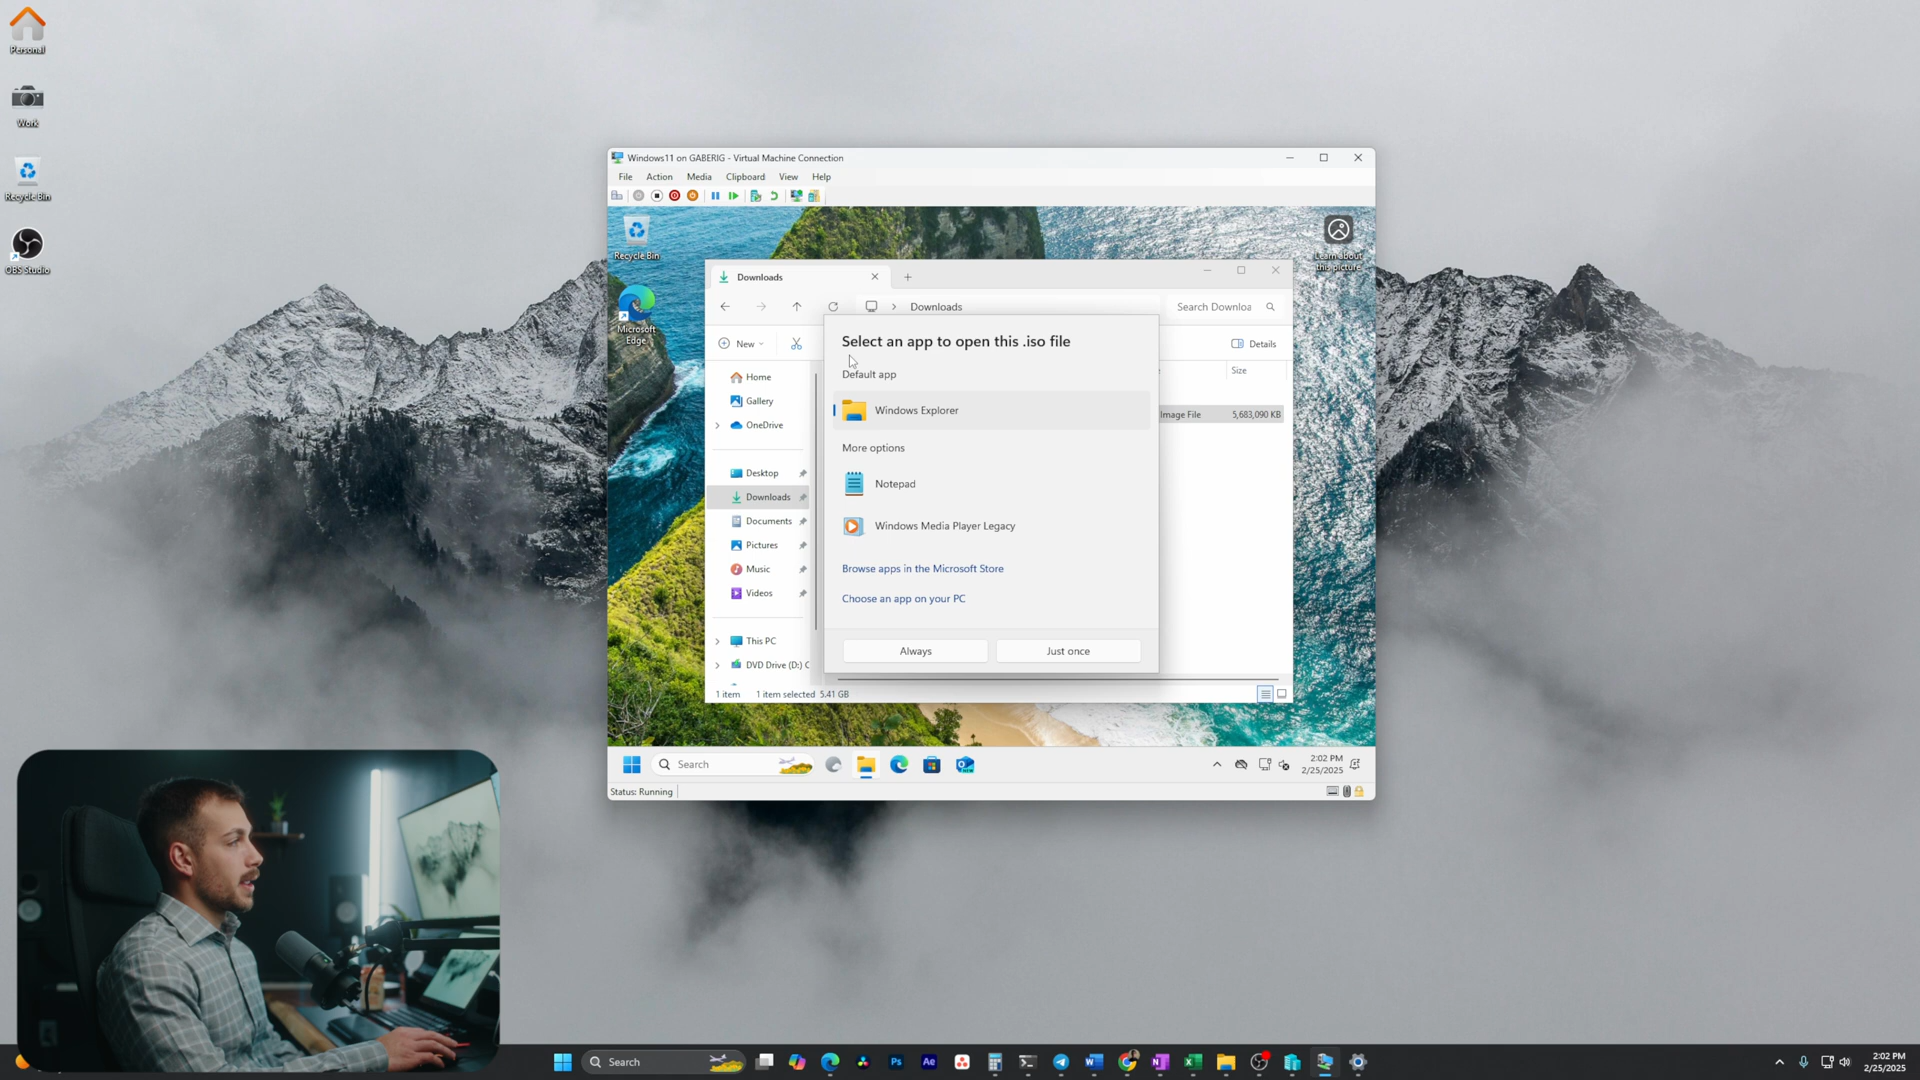 Personal
Work
Recycle Bin
OBS Studio
Windows11 on GABERIG - Virtual Machine Connection
File Action Media Clipboard View Help
Recycle Bin
Learn about
this picture
Microsoft
Edge
Downloads
Downloads
Search Downloa
New
Details
Size
Image File 5,683,090 KB
Home
Gallery
OneDrive
Desktop
Downloads
Documents
Pictures
Music
Videos
This PC
DVD Drive (D:) C
1 item 1 item selected 5.41 GB
Select an app to open this .iso file
Default app
Windows Explorer
More options
Notepad
Windows Media Player Legacy
Browse apps in the Microsoft Store
Choose an app on your PC
Always Just once
Search
2:02 PM
2/25/2025
Status: Running
Search
Ps
Ae
2:02 PM
2/25/2025